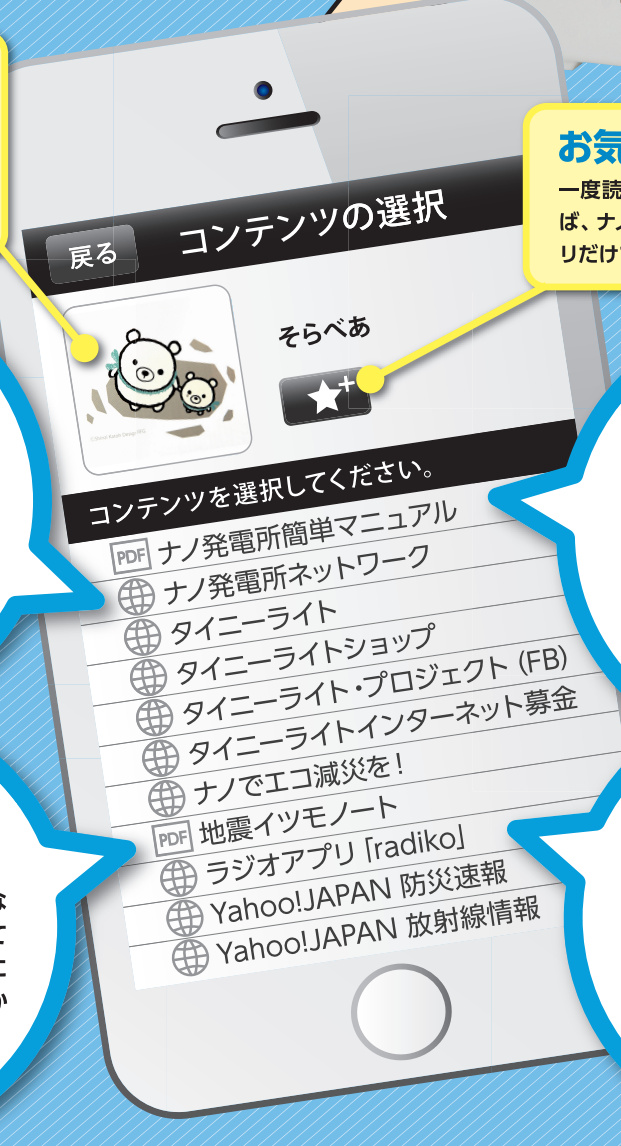 お気
一度読
ば、ナノ
リだけ
戻る
コンテンツの選択
そらべあ
コンテンツを選択してください。
PDF ナノ発電所簡単マニュアル
ナノ発電所ネットワーク
タイニーライト
タイニーライトショップ
タイニーライト・プロジェクト (FB)
タイニーライトインターネット募金
ナノでエコ減災を!
PDF 地震イツモノート
ラジオアプリ「radiko」
Yahoo!JAPAN 防災速報
Yahoo!JAPAN 放射線情報
か